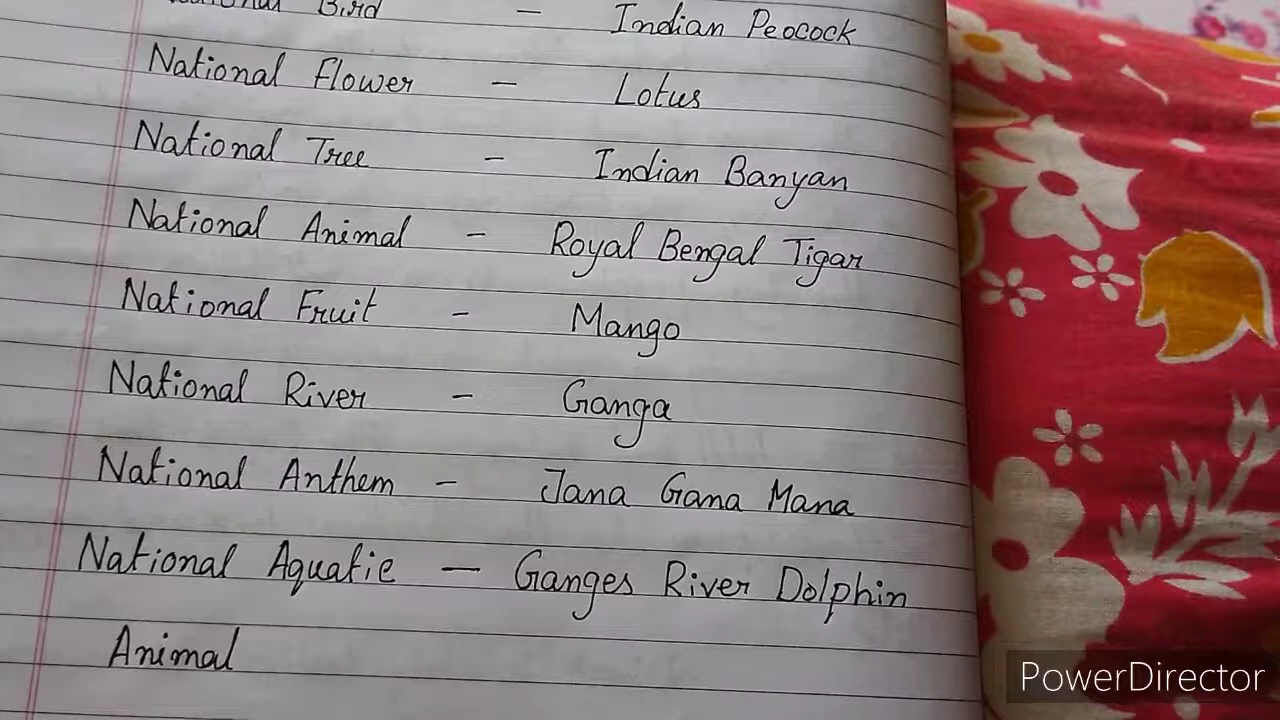 National Bird - Indian Peocock
National Flower - Lotus
National Tree - Indian Banyan
National Animal - Royal Bengal Tigar
National Fruit - Mango
National River - Ganga
National Anthem - Jana Gana Mana
National Aquatic — Ganges River Dolphin
Animal
PowerDirector